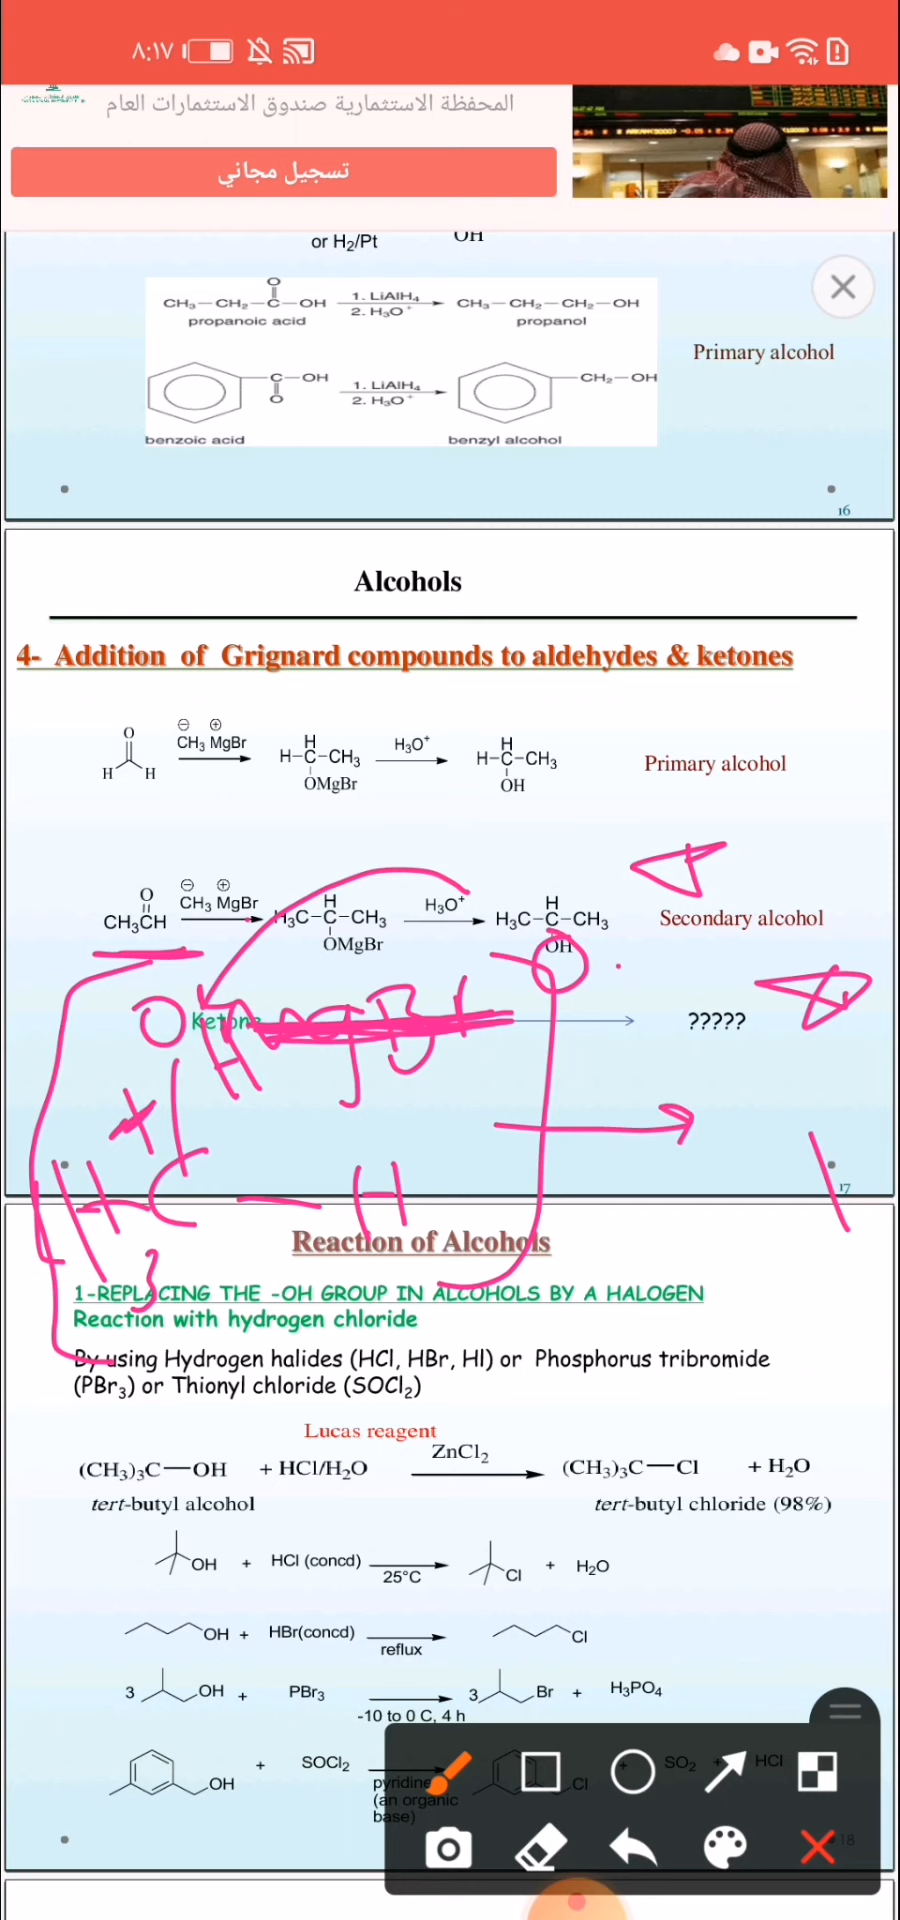 ٨:١٧
المحفظة الاستثمارية صندوق الاستثمارات العام
تسجيل مجاني
or H₂/Pt
OH
O
CH₃—CH₂—C—OH 1. LiAlH₄ 2. H₃O⁺ CH₃—CH₂—CH₂—OH
propanoic acid propanol
Primary alcohol
C—OH 1. LiAlH₄ 2. H₃O⁺ CH₂—OH
O
benzoic acid benzyl alcohol
16
Alcohols
4- Addition of Grignard compounds to aldehydes & ketones
O ⊖ ⊕ H H
CH₃ MgBr H-C-CH₃ H₃O⁺ H-C-CH₃ Primary alcohol
H H OMgBr OH
O ⊖ ⊕ H H
CH₃CH CH₃ MgBr H₃C-C-CH₃ H₃O⁺ H₃C-C-CH₃ Secondary alcohol
OMgBr OH
O H MgBr
Ketone ?????
H₃C — H
17
Reaction of Alcohols
1-REPLACING THE -OH GROUP IN ALCOHOLS BY A HALOGEN
Reaction with hydrogen chloride
By using Hydrogen halides (HCl, HBr, HI) or Phosphorus tribromide
(PBr₃) or Thionyl chloride (SOCl₂)
Lucas reagent
(CH₃)₃C—OH + HCl/H₂O ZnCl₂ (CH₃)₃C—Cl + H₂O
tert-butyl alcohol tert-butyl chloride (98%)
OH + HCl (concd) 25°C Cl + H₂O
OH + HBr(concd) reflux Cl
3 OH + PBr₃ -10 to 0 C, 4 h 3 Br + H₃PO₄
OH + SOCl₂ pyridine Cl + SO₂ + HCl
(an organic
base)
18